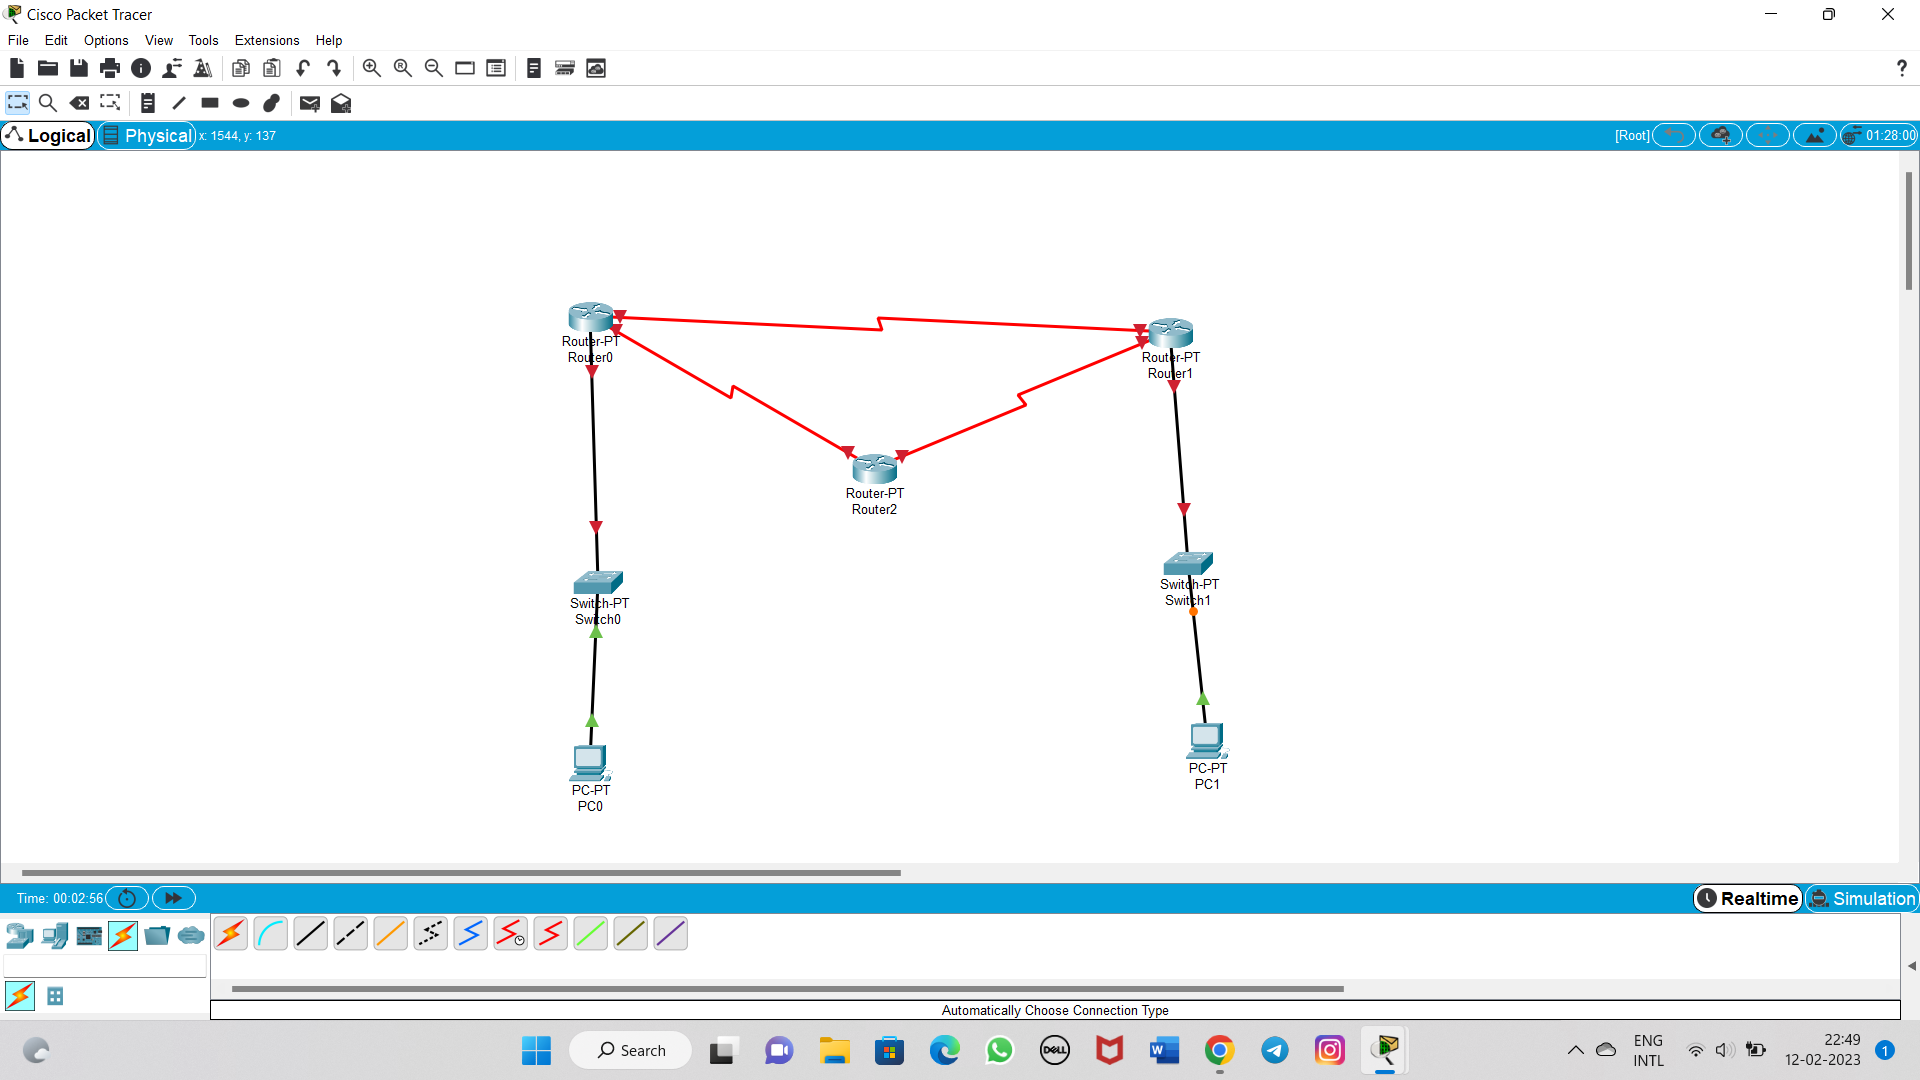 Cisco Packet Tracer
File Edit Options View Tools Extensions Help
?
Logical Physical x: 1544, y: 137 [Root] 01:28:00
Router-PT
Router0
Router-PT
Router1
Router-PT
Router2
Switch-PT
Switch1
Switch-PT
Switch0
PC-PT
PC1
PC-PT
PC0
Time: 00:02:56 Realtime Simulation
Automatically Choose Connection Type
Search
DELL
W
ENG
INTL
22:49
12-02-2023
1